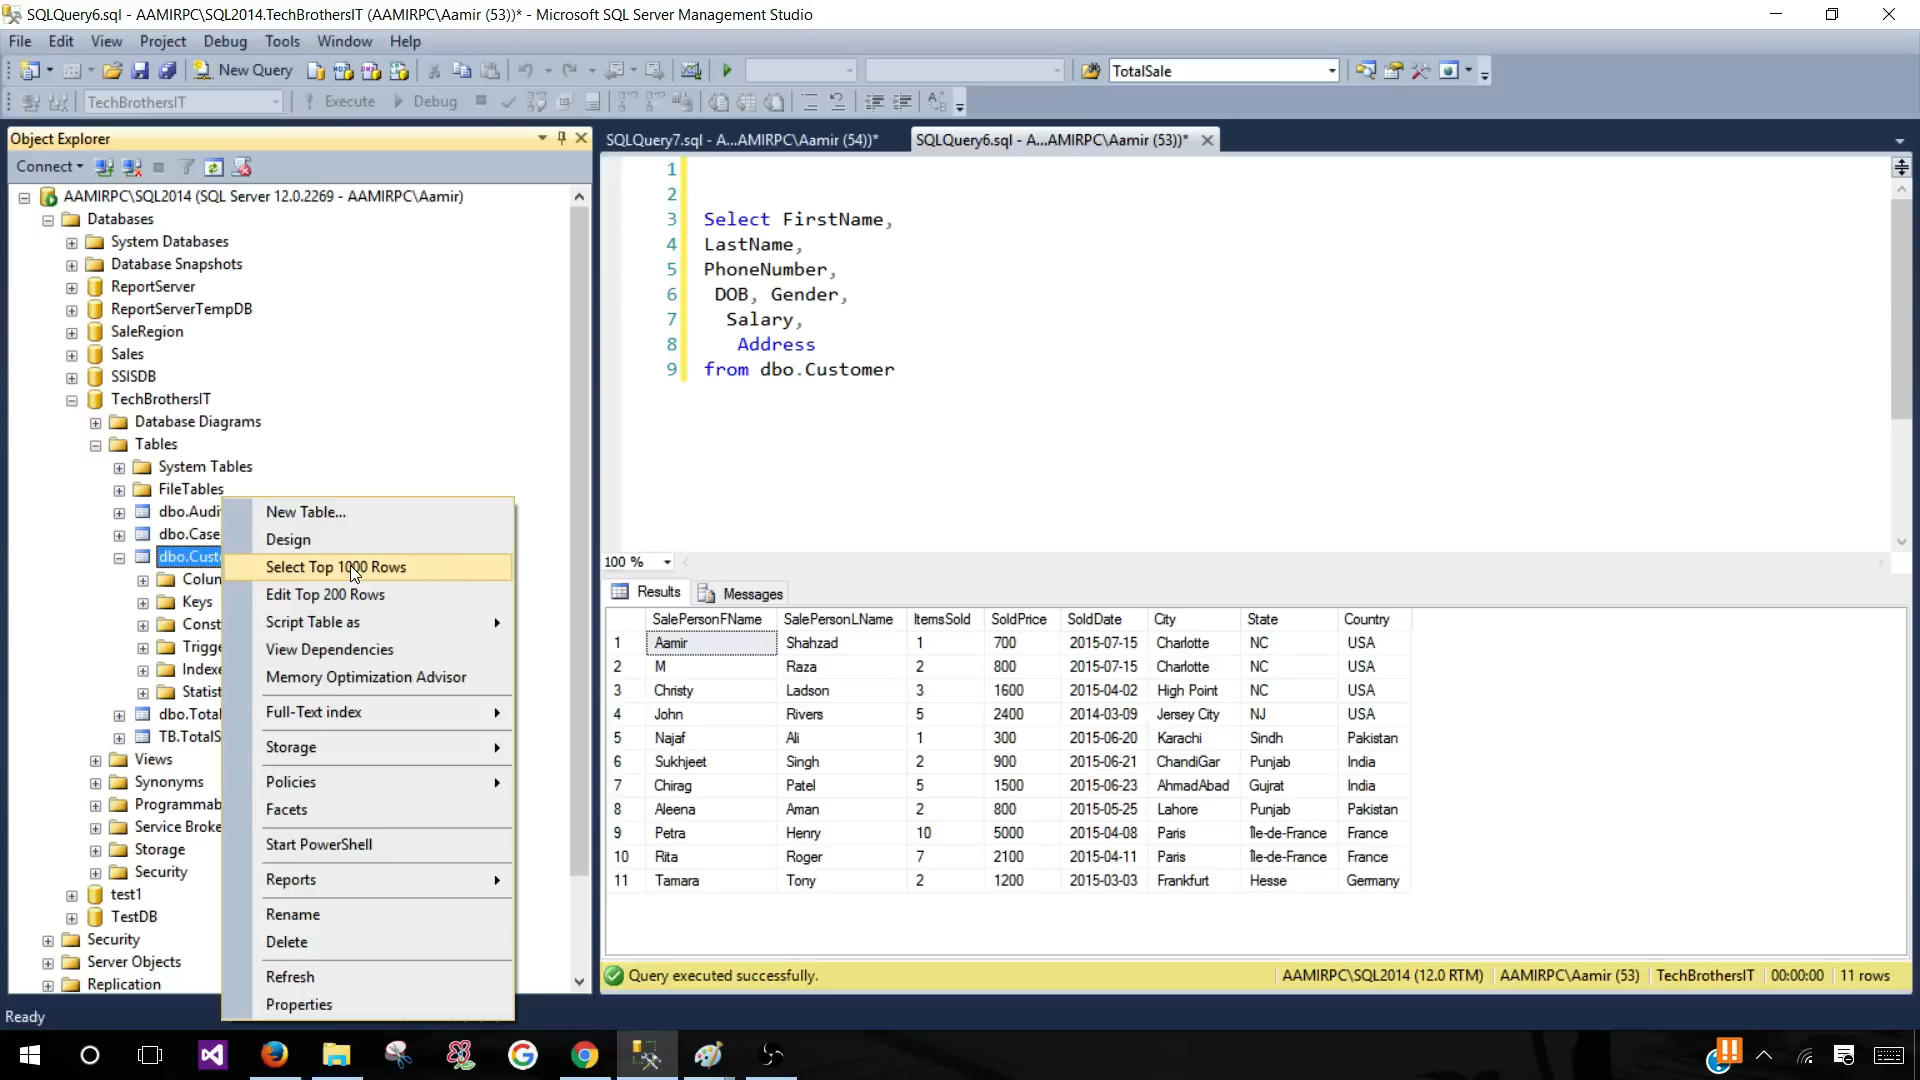 SQLQuery6.sql - AAMIRPC\SQL2014.TechBrothersIT (AAMIRPC\Aamir (53))* - Microsoft SQL Server Management Studio
File Edit View Project Debug Tools Window Help
New Query TotalSale
TechBrothersIT Execute Debug
Object Explorer
Connect
AAMIRPC\SQL2014 (SQL Server 12.0.2269 - AAMIRPC\Aamir)
Databases
System Databases
Database Snapshots
ReportServer
ReportServerTempDB
SaleRegion
Sales
SSISDB
TechBrothersIT
Database Diagrams
Tables
System Tables
FileTables
dbo.Audi
dbo.Case
dbo.Cust
Colun
Keys
Const
Trigge
Indexe
Statist
dbo.Total
TB.TotalS
Views
Synonyms
Programmab
Service Broke
Storage
Security
test1
TestDB
Security
Server Objects
Replication
New Table...
Design
Select Top 1000 Rows
Edit Top 200 Rows
Script Table as
View Dependencies
Memory Optimization Advisor
Full-Text index
Storage
Policies
Facets
Start PowerShell
Reports
Rename
Delete
Refresh
Properties
SQLQuery7.sql - A...AMIRPC\Aamir (54))* SQLQuery6.sql - A...AMIRPC\Aamir (53))*
1
2
3 Select FirstName,
4 LastName,
5 PhoneNumber,
6 DOB, Gender,
7 Salary,
8 Address
9 from dbo.Customer
100 %
Results Messages
SalePersonFName SalePersonLName ItemsSold SoldPrice SoldDate City State Country
1 Aamir Shahzad 1 700 2015-07-15 Charlotte NC USA
2 M Raza 2 800 2015-07-15 Charlotte NC USA
3 Christy Ladson 3 1600 2015-04-02 High Point NC USA
4 John Rivers 5 2400 2014-03-09 Jersey City NJ USA
5 Najaf Ali 1 300 2015-06-20 Karachi Sindh Pakistan
6 Sukhjeet Singh 2 900 2015-06-21 ChandiGar Punjab India
7 Chirag Patel 5 1500 2015-06-23 AhmadAbad Gujrat India
8 Aleena Aman 2 800 2015-05-25 Lahore Punjab Pakistan
9 Petra Henry 10 5000 2015-04-08 Paris Île-de-France France
10 Rita Roger 7 2100 2015-04-11 Paris Île-de-France France
11 Tamara Tony 2 1200 2015-03-03 Frankfurt Hesse Germany
Query executed successfully. AAMIRPC\SQL2014 (12.0 RTM) AAMIRPC\Aamir (53) TechBrothersIT 00:00:00 11 rows
Ready